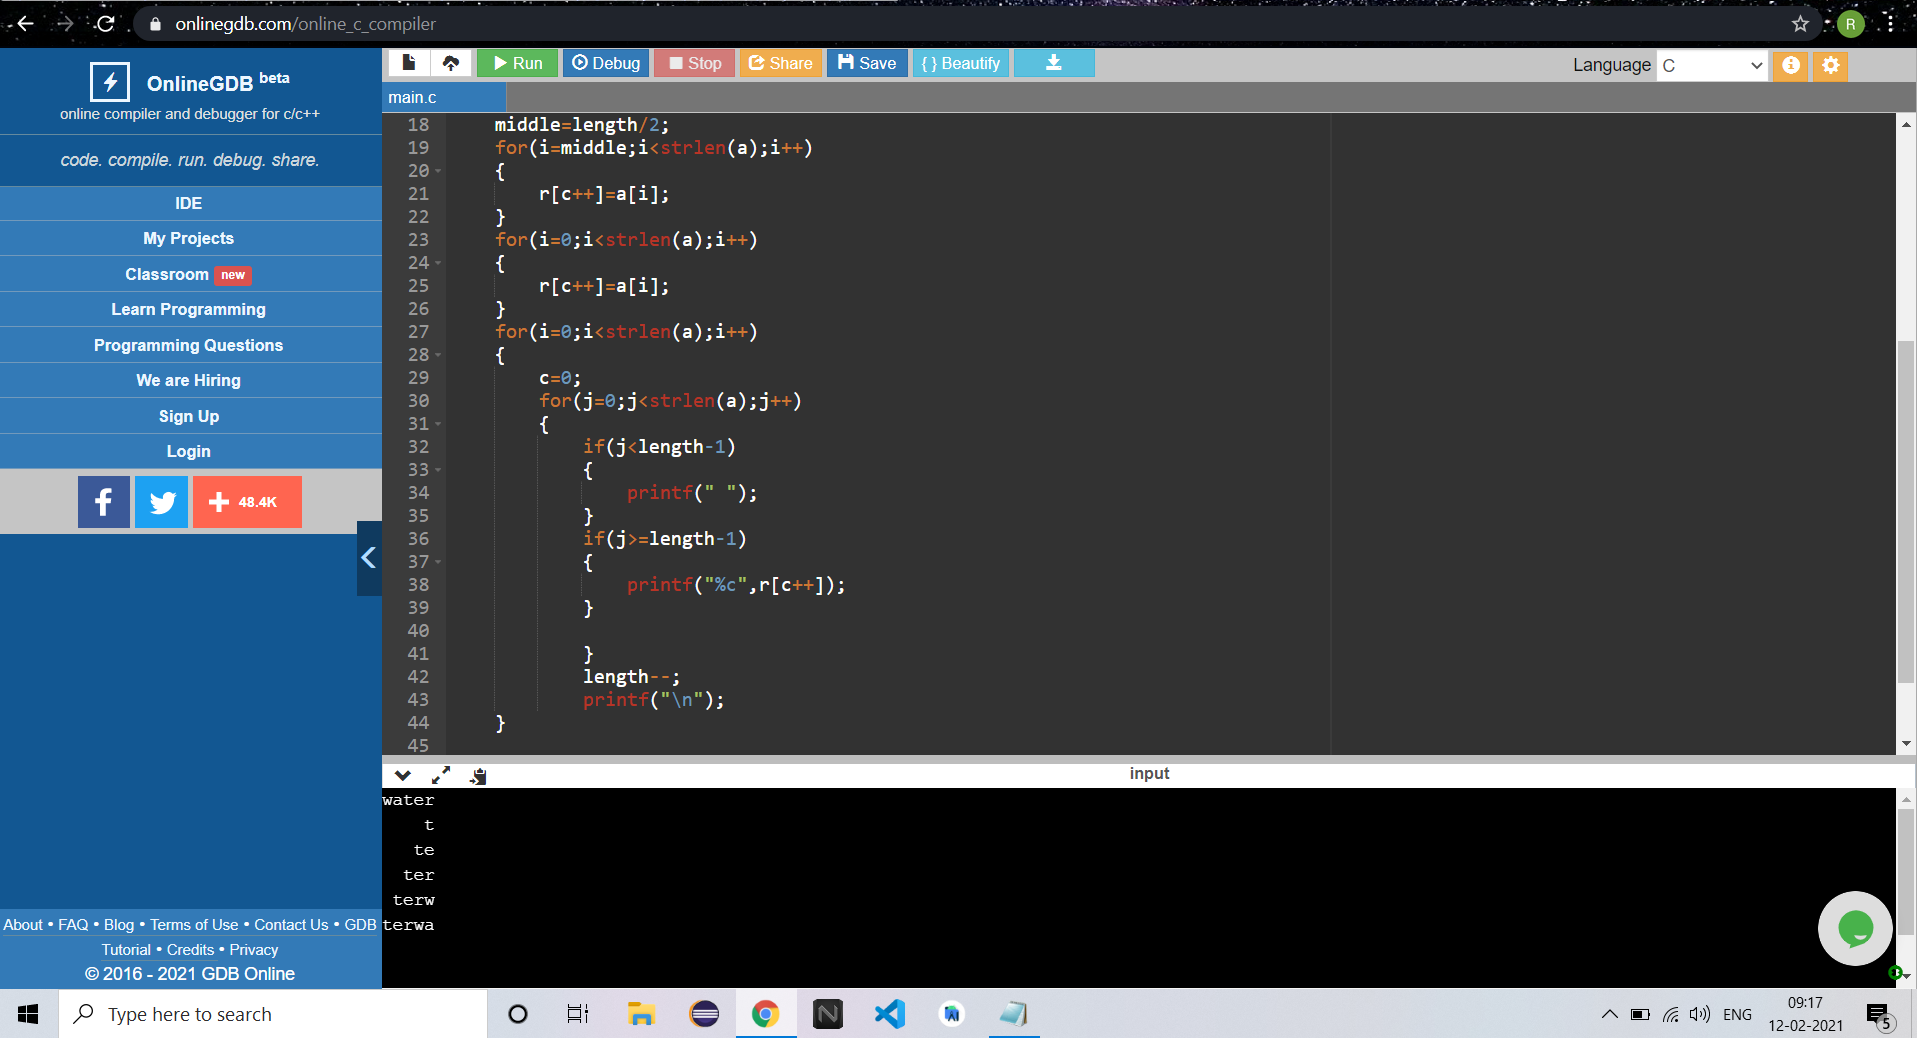 onlinegdb.com/online_c_compiler
R
OnlineGDB beta
online compiler and debugger for c/c++
code. compile. run. debug. share.
IDE
My Projects
Classroom new
Learn Programming
Programming Questions
We are Hiring
Sign Up
Login
f
48.4K
About • FAQ • Blog • Terms of Use • Contact Us • GDB
Tutorial • Credits • Privacy
© 2016 - 2021 GDB Online
Run Debug Stop Share Save { } Beautify
Language C
main.c
18 middle=length/2;
19 for(i=middle;i<strlen(a);i++)
20 {
21 r[c++]=a[i];
22 }
23 for(i=0;i<strlen(a);i++)
24 {
25 r[c++]=a[i];
26 }
27 for(i=0;i<strlen(a);i++)
28 {
29 c=0;
30 for(j=0;j<strlen(a);j++)
31 {
32 if(j<length-1)
33 {
34 printf(" ");
35 }
36 if(j>=length-1)
37 {
38 printf("%c",r[c++]);
39 }
40
41 }
42 length--;
43 printf("\n");
44 }
45
input
water
t
te
ter
terw
terwa
Type here to search
N
ENG
09:17
12-02-2021
5